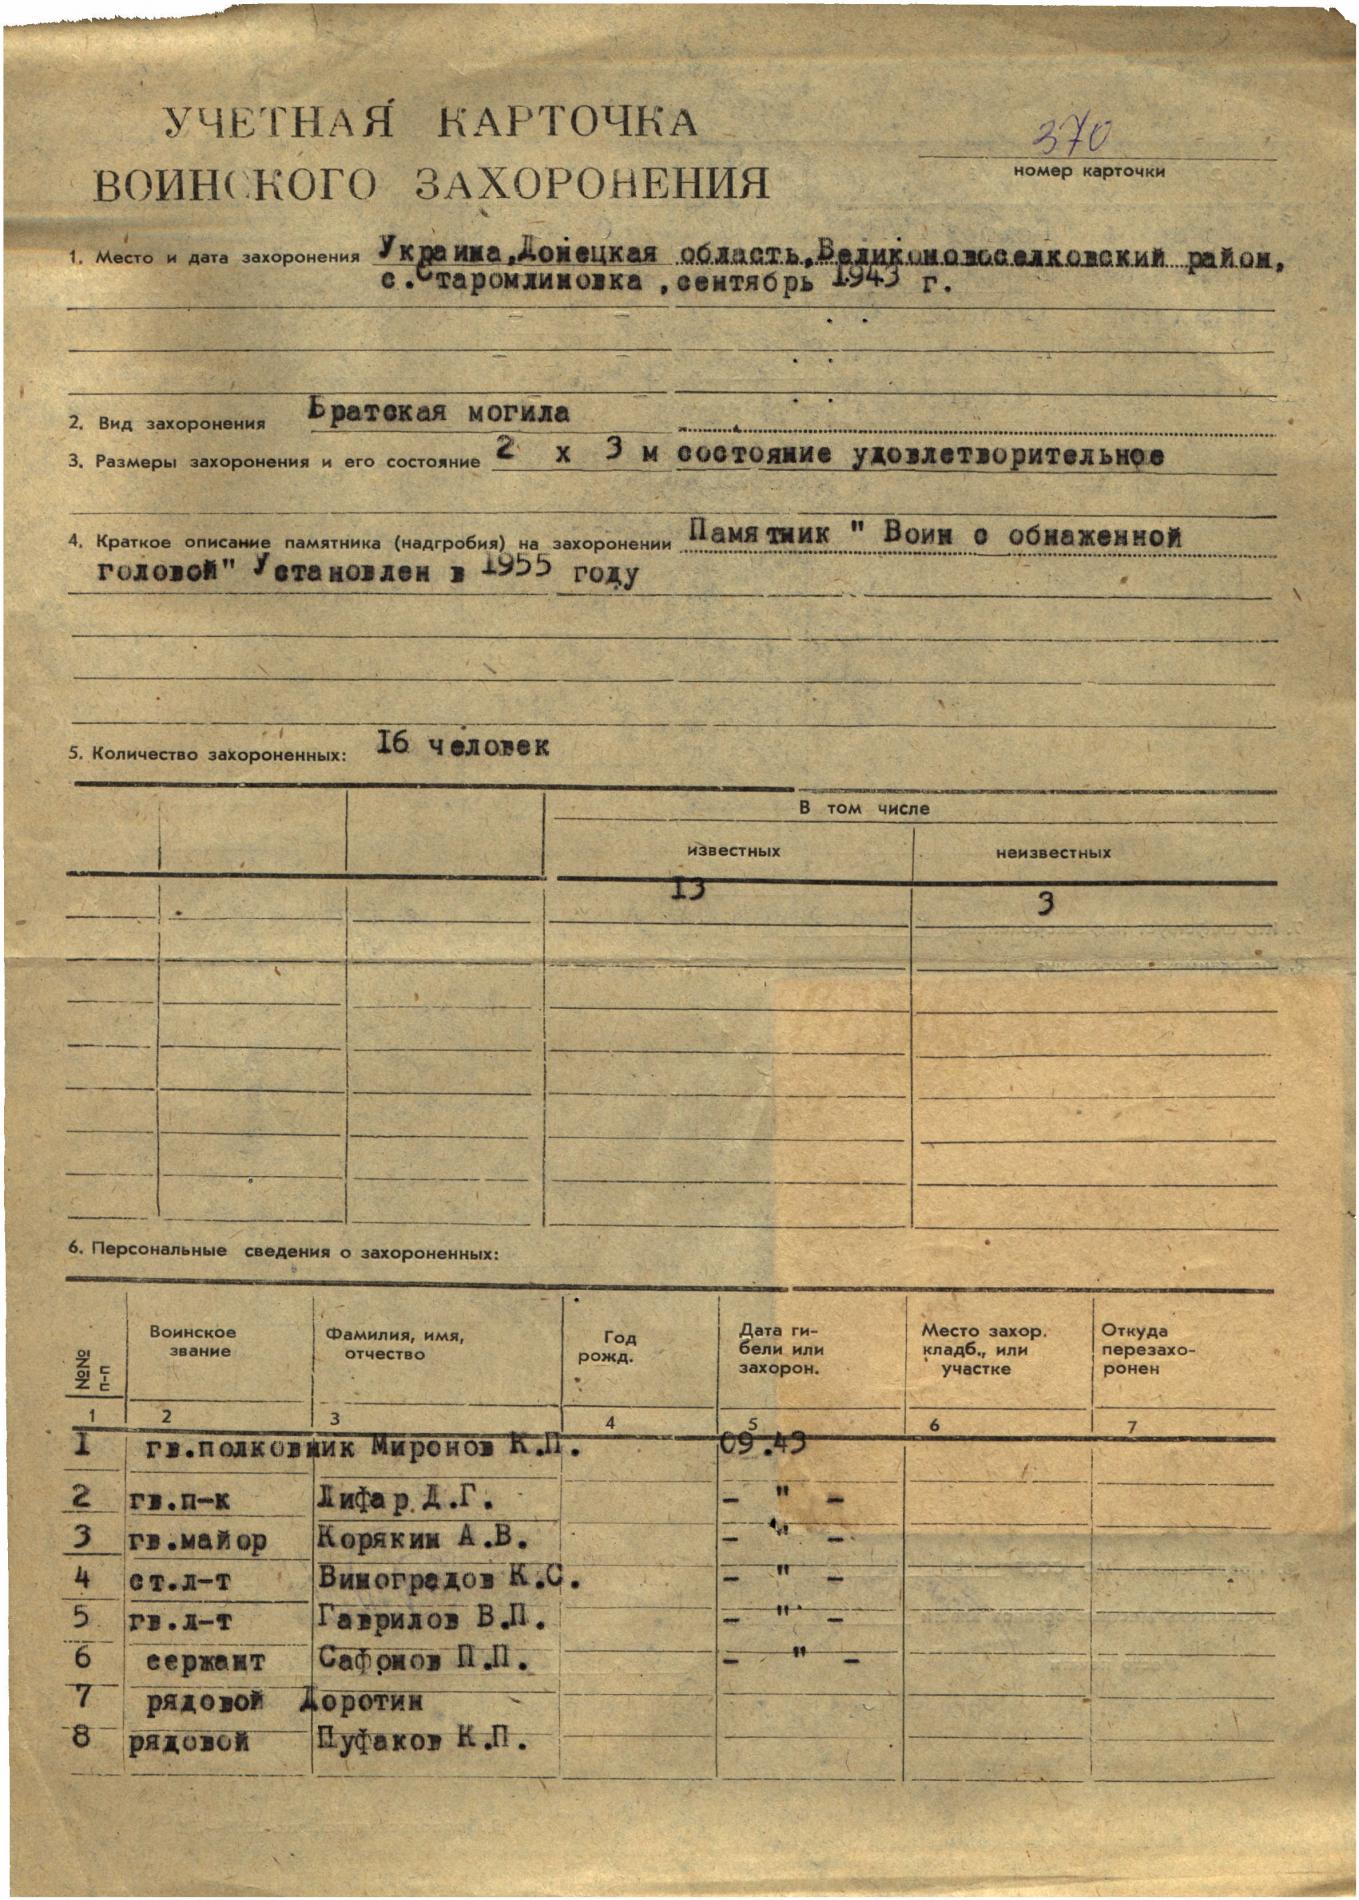 УЧЕТНАЯ КАРТОЧКА
ВОИНСКОГО ЗАХОРОНЕНИЯ
370
номер карточки
1. Место и дата захоронения Украина,Донецкая область,Великоновоселковский район,
с.Старомлиновка,сентябрь 1943 г.
2. Вид захоронения Братская могила
3. Размеры захоронения и его состояние 2 х 3 м состояние удовлетворительное
4. Краткое описание памятника (надгробия) на захоронении Памятник " Воин с обнаженной
головой" Установлен в 1955 году
5. Количество захороненных: 16 человек
В том числе
известных неизвестных
13 3
6. Персональные сведения о захороненных:
№№ п-п Воинское звание Фамилия, имя, отчество Год рожд. Дата ги- бели или захорон. Место захор. кладб., или участке Откуда перезахо- ронен
1 2 3 4 5 6 7
1 гв.полковник Миронов К.П. 09.43
2 гв.п-к Лифар Д.Г. - " -
3 гв.майор Корякин А.В. - " -
4 ст.л-т Виноградов К.С. - " -
5 гв.л-т Гаврилов В.П. - " -
6 сержант Сафонов П.П. - " -
7 рядовой Доротин
8 рядовой Пуфаков К.П.